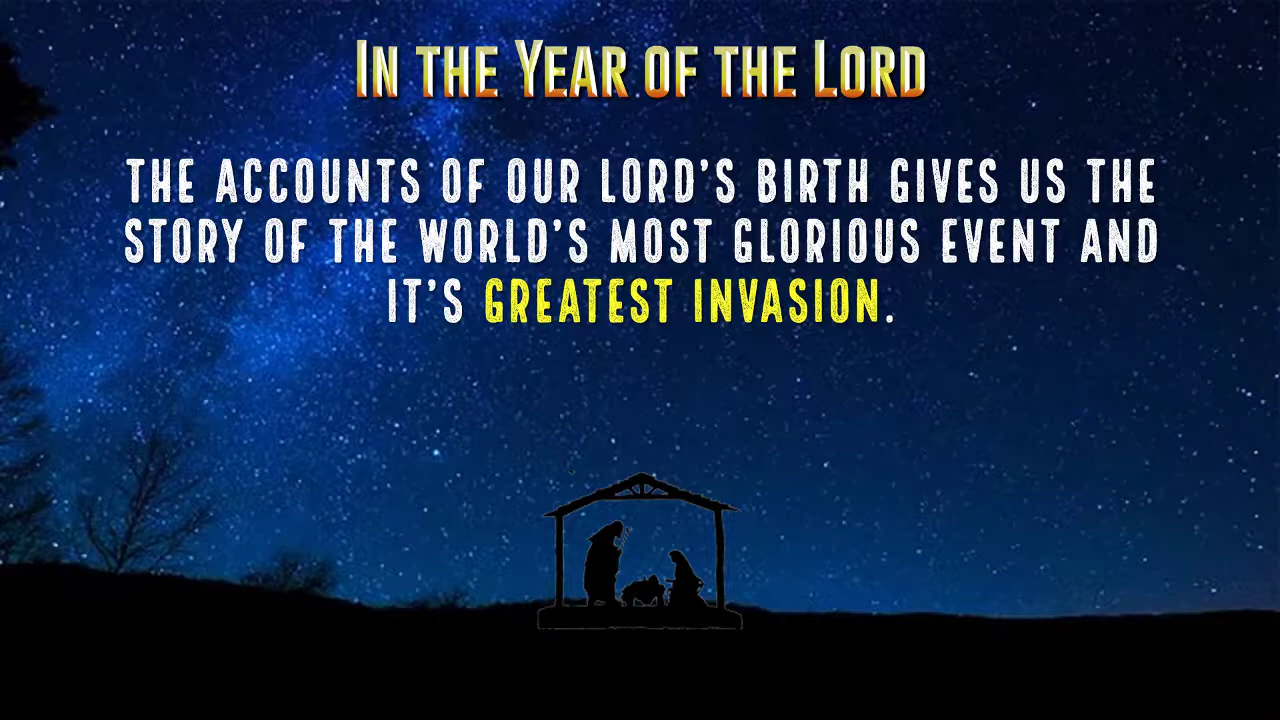 In the Year of the Lord
THE ACCOUNTS OF OUR LORD'S BIRTH GIVES US THE
STORY OF THE WORLD'S MOST GLORIOUS EVENT AND
IT'S GREATEST INVASION.